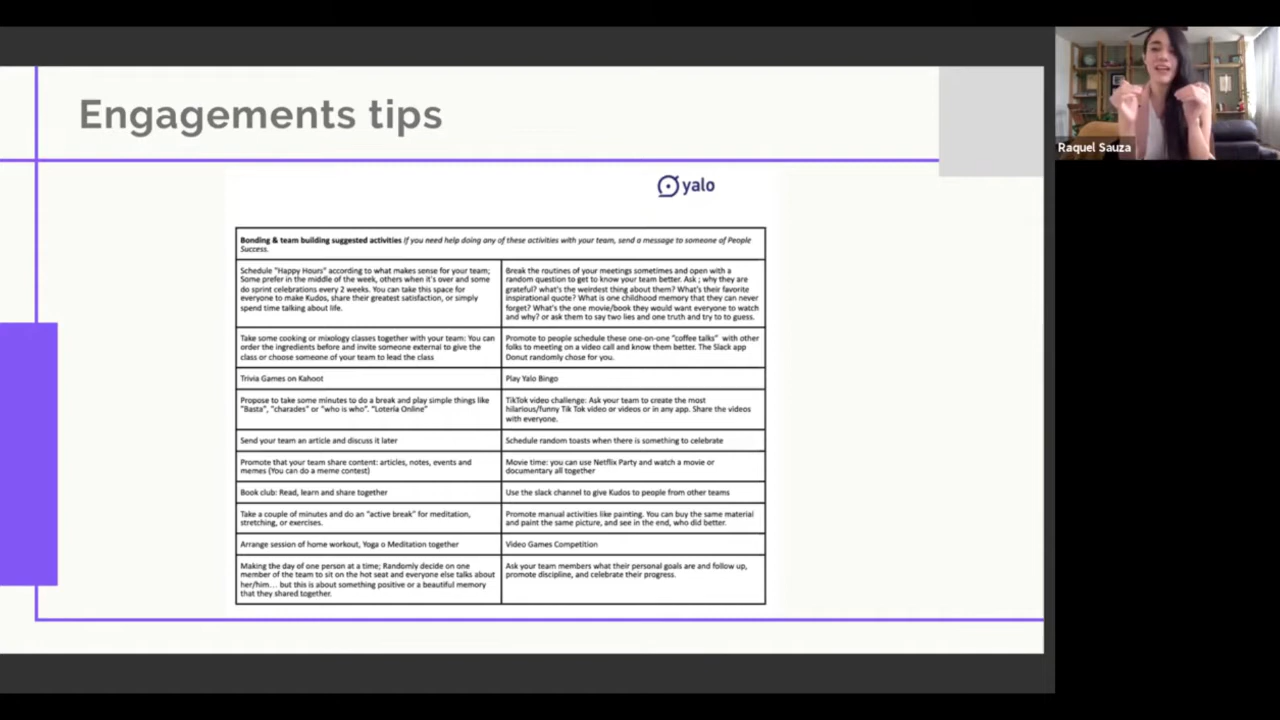 Engagements tips
yalo
Bonding & team building suggested activities If you need help doing any of these activities with your team, send a message to someone of People
Success.
Schedule "Happy Hours" according to what makes sense for your team;
Some prefer in the middle of the week, others when it's over and some
do sprint celebrations every 2 weeks. You can take this space for
everyone to make Kudos, share their greatest satisfaction, or simply
spend time talking about life.
Break the routines of your meetings sometimes and open with a
random question to get to know your team better. Ask ; why they are
grateful? what's the weirdest thing about them? What's their favorite
inspirational quote? What is one childhood memory that they can never
forget? What's the one movie/book they would want everyone to watch
and why? or ask them to say two lies and one truth and try to to guess.
Take some cooking or mixology classes together with your team: You can
order the ingredients before and invite someone external to give the
class or choose someone of your team to lead the class
Promote to people schedule these one-on-one "coffee talks" with other
folks to meeting on a video call and know them better. The Slack app
Donut randomly chose for you.
Trivia Games on Kahoot
Play Yalo Bingo
Propose to take some minutes to do a break and play simple things like
"Basta", "charades" or "who is who". "Lotería Online"
TikTok video challenge: Ask your team to create the most
hilarious/funny Tik Tok video or videos or in any app. Share the videos
with everyone.
Send your team an article and discuss it later
Schedule random toasts when there is something to celebrate
Promote that your team share content: articles, notes, events and
memes (You can do a meme contest)
Movie time: you can use Netflix Party and watch a movie or
documentary all together
Book club: Read, learn and share together
Use the slack channel to give Kudos to people from other teams
Take a couple of minutes and do an "active break" for meditation,
stretching, or exercises.
Promote manual activities like painting. You can buy the same material
and paint the same picture, and see in the end, who did better.
Arrange session of home workout, Yoga o Meditation together
Video Games Competition
Making the day of one person at a time; Randomly decide on one
member of the team to sit on the hot seat and everyone else talks about
her/him... but this is about something positive or a beautiful memory
that they shared together.
Ask your team members what their personal goals are and follow up,
promote discipline, and celebrate their progress.
Raquel Sauza